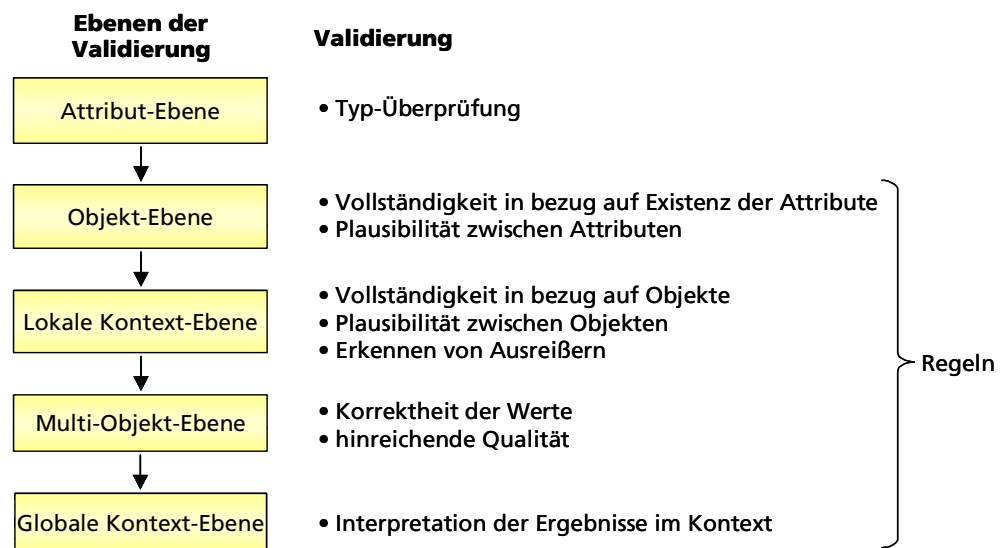 Ebenen der
Validierung
Validierung
Attribut-Ebene
• Typ-Überprüfung
Objekt-Ebene
• Vollständigkeit in bezug auf Existenz der Attribute
• Plausibilität zwischen Attributen
Lokale Kontext-Ebene
• Vollständigkeit in bezug auf Objekte
• Plausibilität zwischen Objekten
• Erkennen von Ausreißern
Regeln
Multi-Objekt-Ebene
• Korrektheit der Werte
• hinreichende Qualität
Globale Kontext-Ebene
• Interpretation der Ergebnisse im Kontext